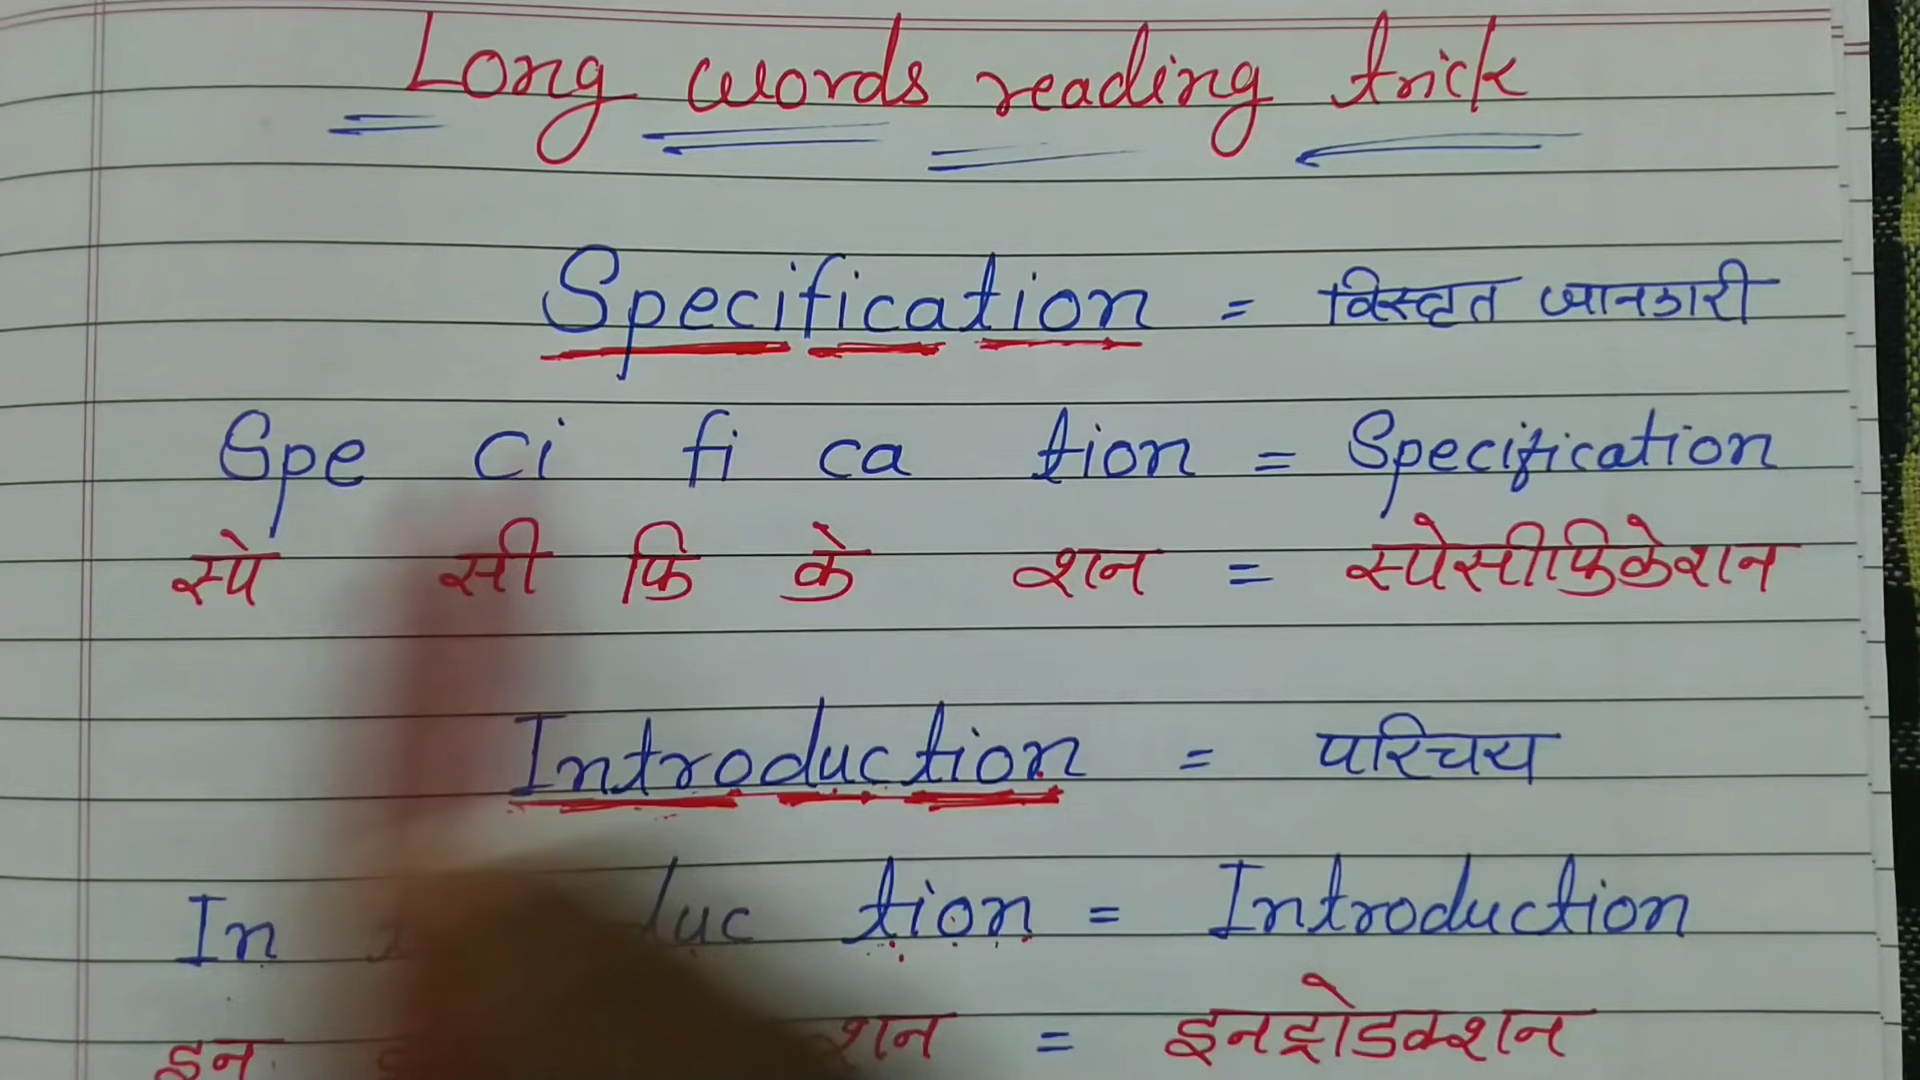 Long words reading trick
Specification = विस्तृत जानकारी
Spe ci fi ca tion = Specification
स्पे सी फि के शन = स्पेसीफिकेशन
Introduction = परिचय
In duc tion = Introduction
इन शन = इनट्रोडक्शन